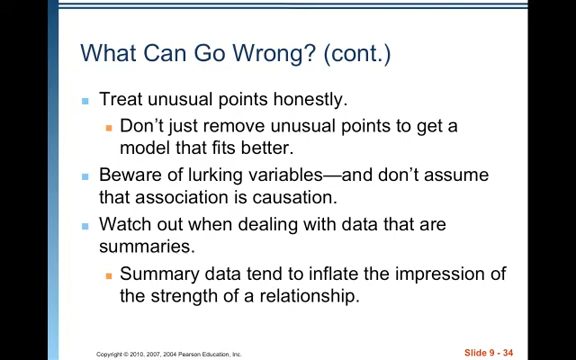 What Can Go Wrong? (cont.)
Treat unusual points honestly.
Don't just remove unusual points to get a
model that fits better.
Beware of lurking variables—and don't assume
that association is causation.
Watch out when dealing with data that are
summaries.
Summary data tend to inflate the impression of
the strength of a relationship.
Copyright © 2010, 2007, 2004 Pearson Education, Inc.
Slide 9 - 34